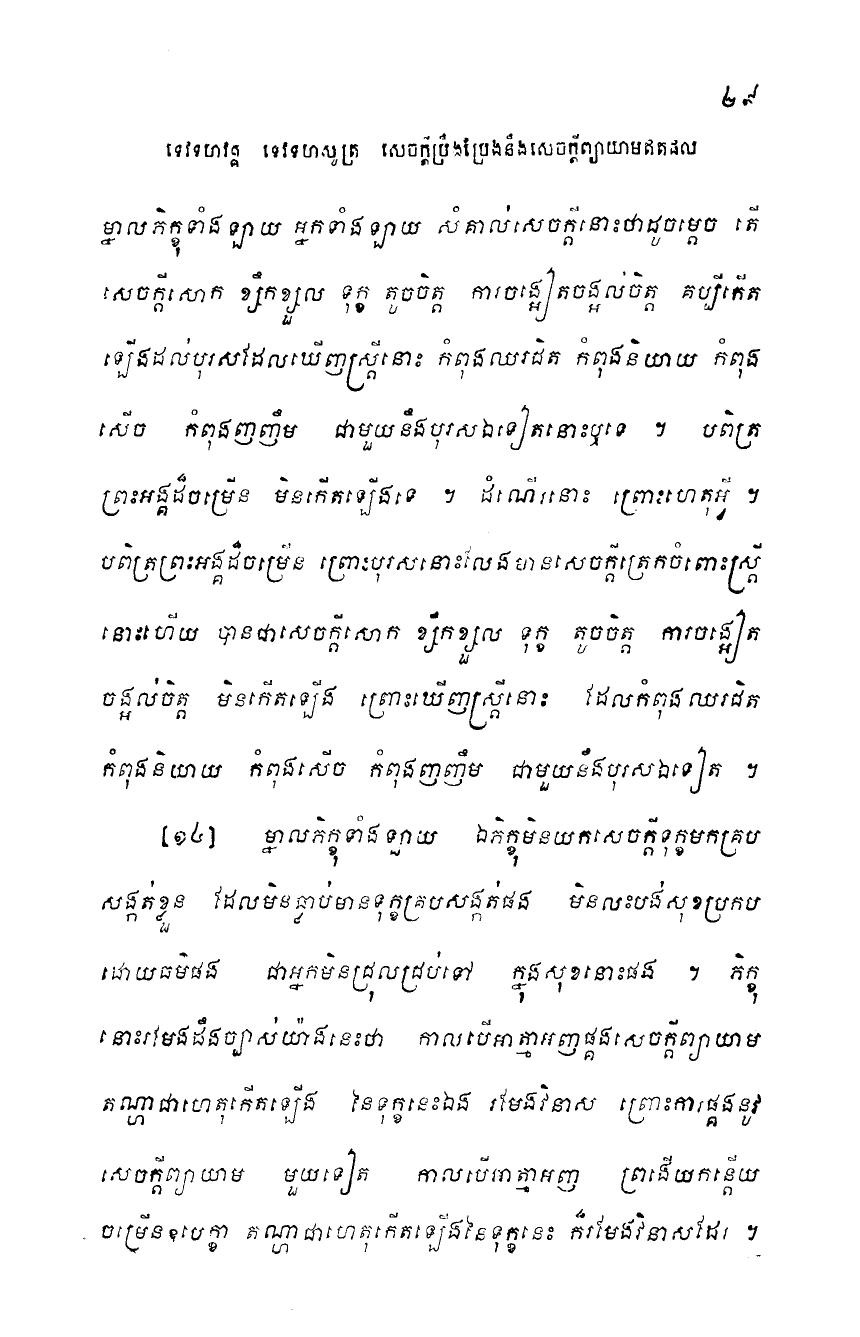 ៤៩
ទេវទហវគ្គ ទេវទហសូត្រ សេចក្តីប្រឹងប្រែងនឹងសេចក្តីព្យាយាមឥតផល
ម្នាលភិក្ខុទាំងឡាយ អ្នកទាំងឡាយ សំគាល់សេចក្តីនោះថាដូចម្តេច តើ
សេចក្តីសោក ខ្សឹកខ្សួល ទុក្ខ តូចចិត្ត ការចង្អៀតចង្អល់ចិត្ត គប្បីកើត
ឡើងដល់បុរសដែលឃើញស្ត្រីនោះ កំពុងឈរជិត កំពុងនិយាយ កំពុង
សើច កំពុងញញឹម ជាមួយនឹងបុរសឯទៀតនោះឬទេ ។ បពិត្រ
ព្រះអង្គដ៏ចម្រើន មិនកើតឡើងទេ ។ ដំណើរនោះ ព្រោះហេតុអ្វី ។
បពិត្រព្រះអង្គដ៏ចម្រើន ព្រោះបុរសនោះលែងមានសេចក្តីត្រេកចំពោះស្ត្រី
នោះហើយ បានជាសេចក្តីសោក ខ្សឹកខ្សួល ទុក្ខ តូចចិត្ត ការចង្អៀត
ចង្អល់ចិត្ត មិនកើតឡើង ព្រោះឃើញស្ត្រីនោះ ដែលកំពុងឈរជិត
កំពុងនិយាយ កំពុងសើច កំពុងញញឹម ជាមួយនឹងបុរសឯទៀត ។
[១៤] ម្នាលភិក្ខុទាំងឡាយ ឯភិក្ខុមិនយកសេចក្តីទុក្ខមកគ្រប
សង្កត់ខ្លួន ដែលមិនធ្លាប់មានទុក្ខគ្របសង្កត់ផង មិនលះបង់សុខប្រកប
ដោយធម៌ផង ជាអ្នកមិនជ្រុលជ្រប់ទៅ ក្នុងសុខនោះផង ។ ភិក្ខុ
នោះរមែងដឹងច្បាស់យ៉ាងនេះថា កាលបើអាត្មាអញផ្គងសេចក្តីព្យាយាម
តណ្ហាជាហេតុកើតឡើង នៃទុក្ខនេះឯង រមែងវិនាស ព្រោះការផ្គងនូវ
សេចក្តីព្យាយាម មួយទៀត កាលបើអាត្មាអញ ព្រងើយកន្តើយ
ចម្រើនឧបេក្ខា តណ្ហាជាហេតុកើតឡើងនៃទុក្ខនេះ ក៏រមែងវិនាសដែរ ។